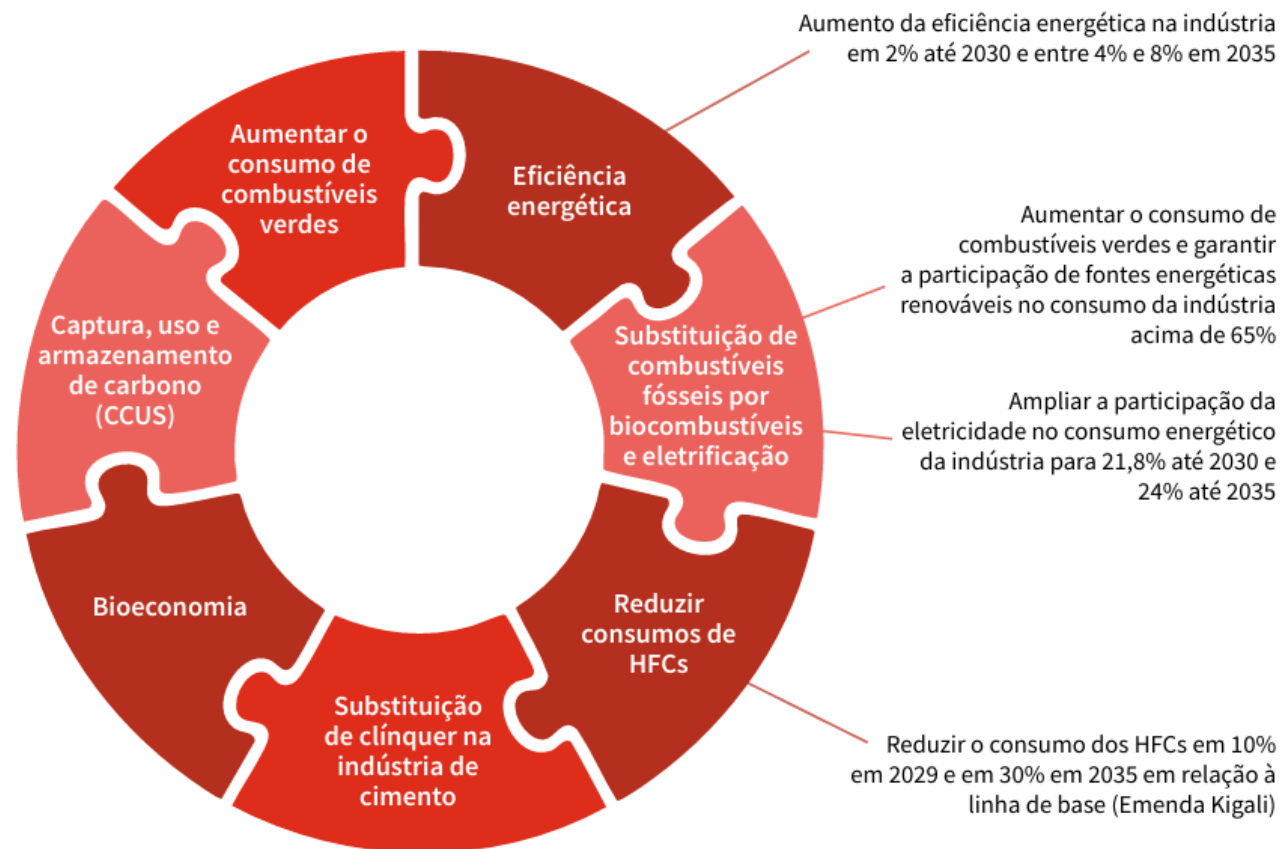 Aumento da eficiência energética na indústria
em 2% até 2030 e entre 4% e 8% em 2035
Aumentar o
consumo de
combustíveis
verdes
Eficiência
energética
Aumentar o consumo de
combustíveis verdes e garantir
a participação de fontes energéticas
renováveis no consumo da indústria
acima de 65%
Captura, uso e
armazenamento
de carbono
(CCUS)
Substituição de
combustíveis
fósseis por
biocombustíveis
e eletrificação
Ampliar a participação da
eletricidade no consumo energético
da indústria para 21,8% até 2030 e
24% até 2035
Bioeconomia
Reduzir
consumos de
HFCs
Substituição
de clínquer na
indústria de
cimento
Reduzir o consumo dos HFCs em 10%
em 2029 e em 30% em 2035 em relação à
linha de base (Emenda Kigali)